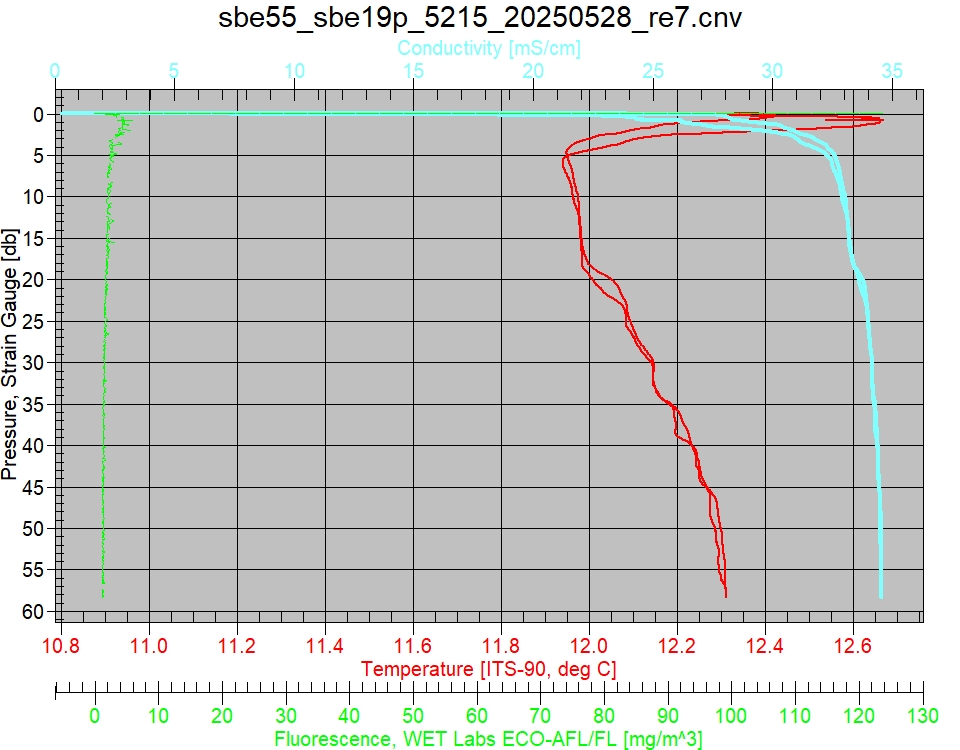 sbe55_sbe19p_5215_20250528_re7.cnv
Conductivity [mS/cm]
0 5 10 15 20 25 30 35
Pressure, Strain Gauge [db]
0
5
10
15
20
25
30
35
40
45
50
55
60
10.8 11.0 11.2 11.4 11.6 11.8 12.0 12.2 12.4 12.6
Temperature [ITS-90, deg C]
0 10 20 30 40 50 60 70 80 90 100 110 120 130
Fluorescence, WET Labs ECO-AFL/FL [mg/m^3]